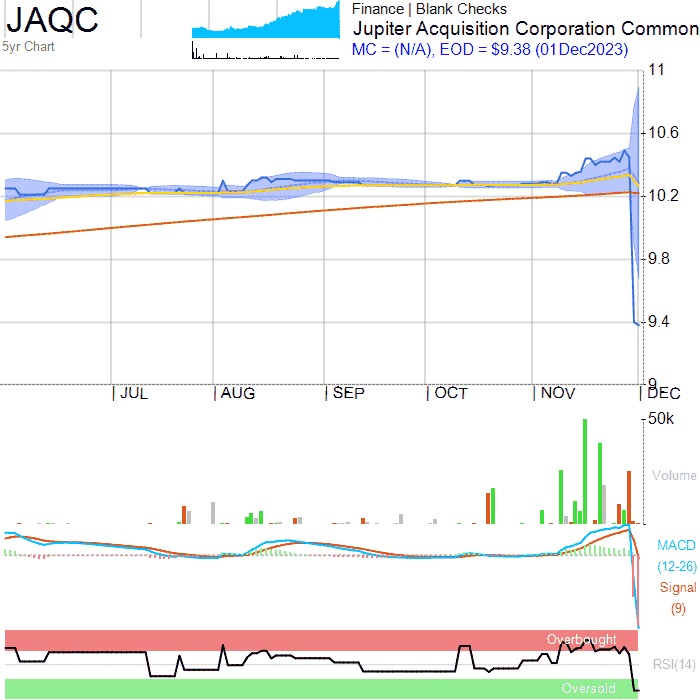 JAQC
5yr Chart
Finance | Blank Checks
Jupiter Acquisition Corporation Common
MC = (N/A), EOD = $9.38 (01Dec2023)
11
10.6
10.2
9.8
9.4
9
JUL AUG SEP OCT NOV DEC
50k
Volume
MACD
(12-26)
Signal
(9)
Overbought
RSI(14)
Oversold